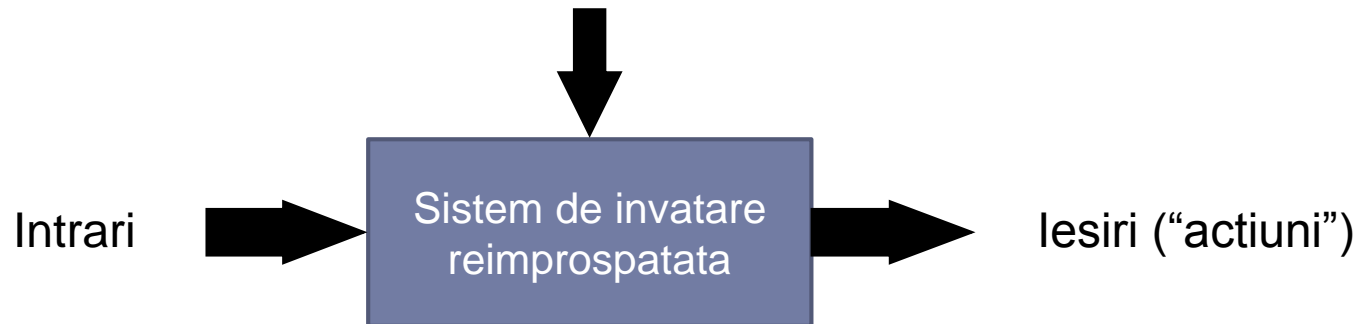 Sistem de invatare
reimprospatata
Intrari
Iesiri (“actiuni”)